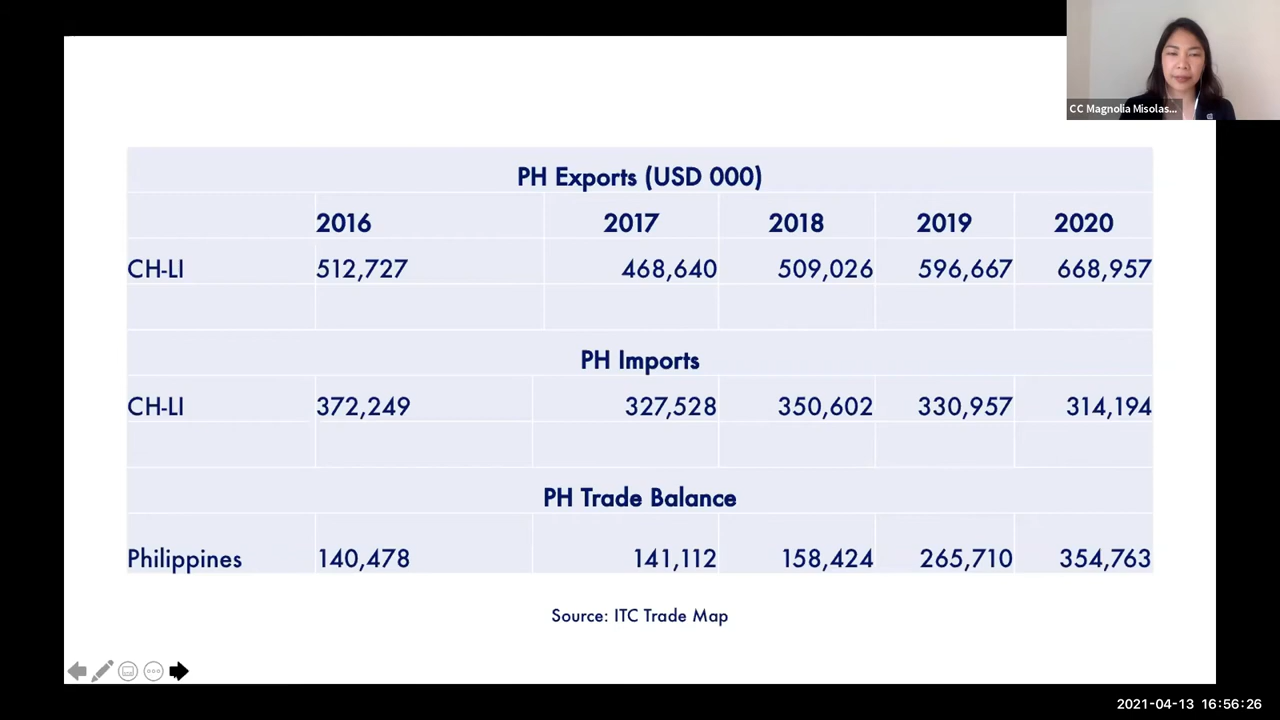 CC Magnolia Misolas...
PH Exports (USD 000)
2016 2017 2018 2019 2020
CH-LI 512,727 468,640 509,026 596,667 668,957
PH Imports
CH-LI 372,249 327,528 350,602 330,957 314,194
PH Trade Balance
Philippines 140,478 141,112 158,424 265,710 354,763
Source: ITC Trade Map
2021-04-13 16:56:26